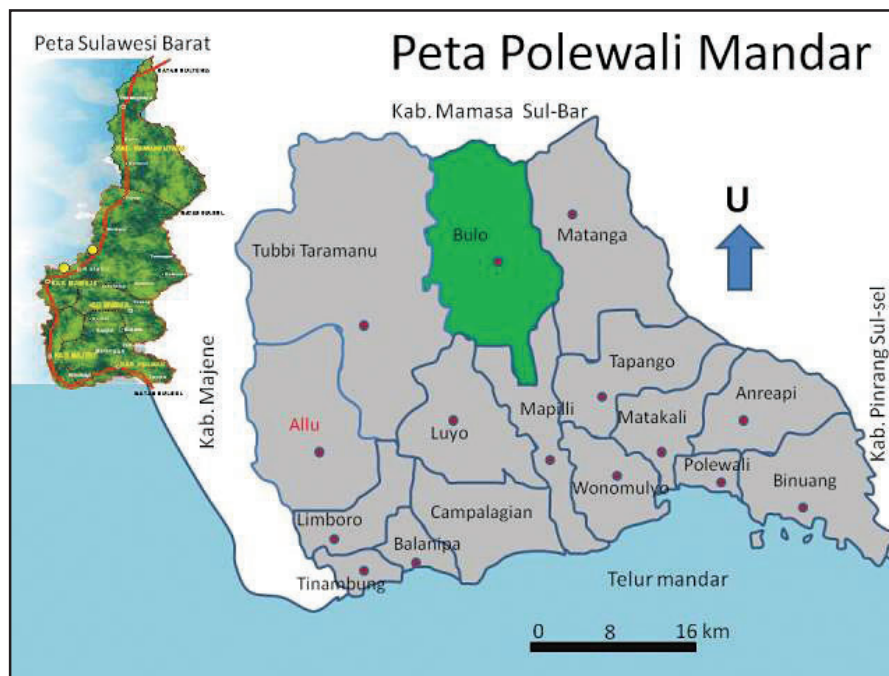 Peta Sulawesi Barat
Peta Polewali Mandar
Kab. Mamasa Sul-Bar
U
Bulo
Matanga
Tubbi Taramanu
Kab. Majene
Kab. Pinrang Sul-sel
Tapango
Anreapi
Mapilli
Matakali
Allu
Luyo
Polewali
Binuang
Wonomulyo
Campalagian
Limboro
Balanipa
Tinambung
Telur mandar
0 8 16 km